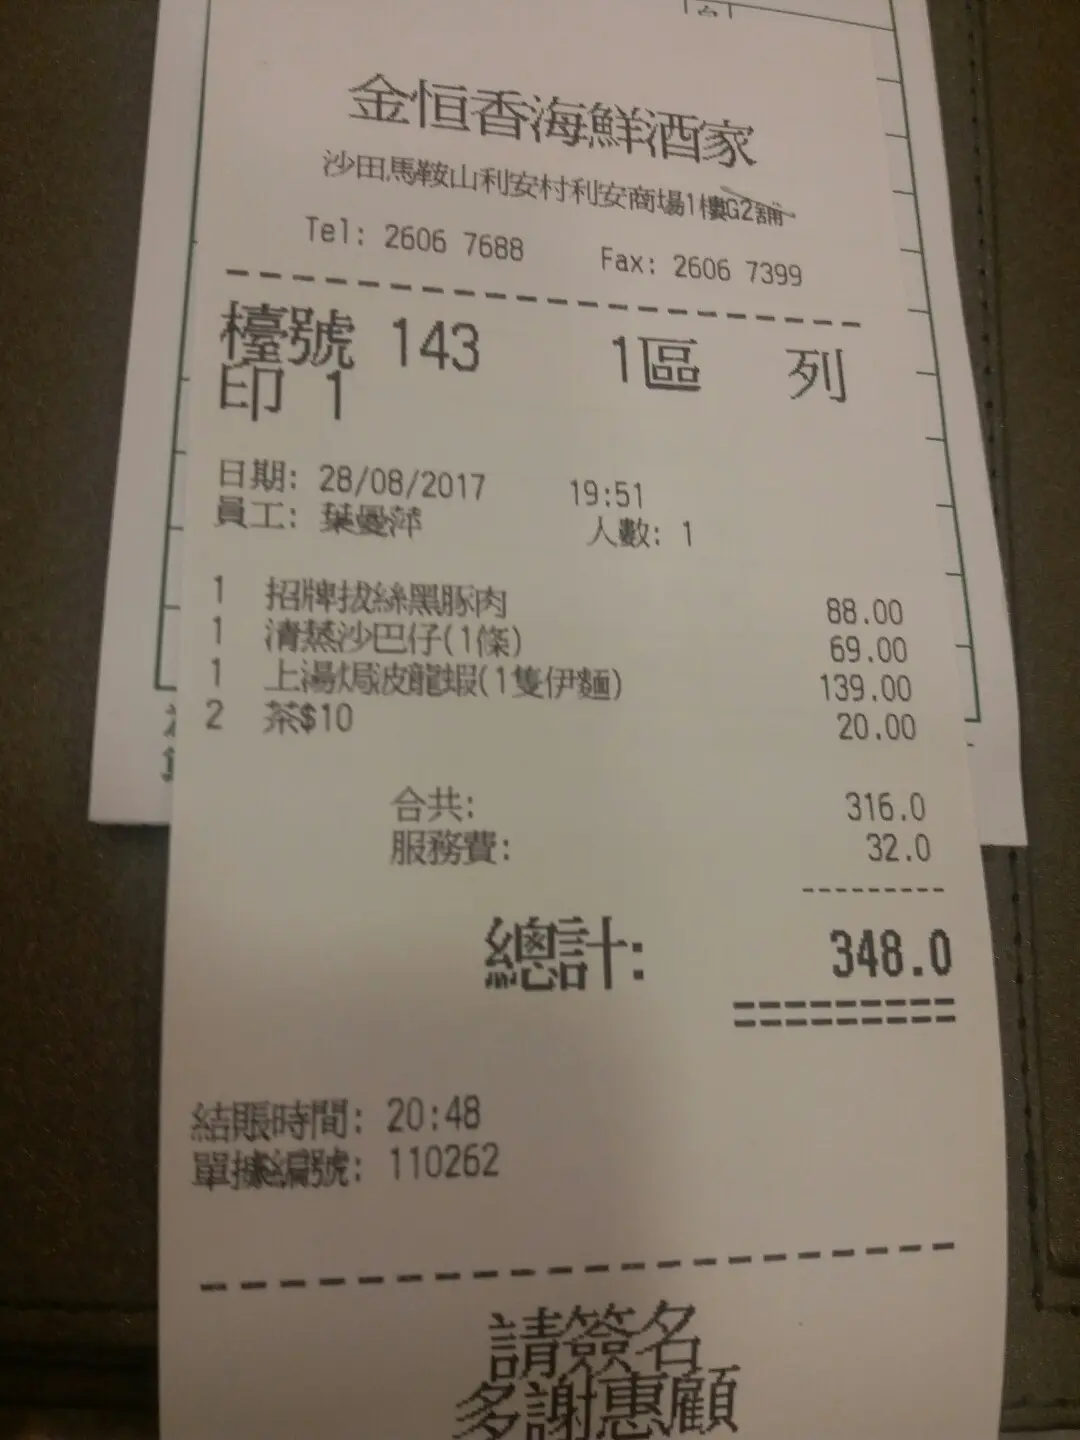 金恒香海鮮酒家
沙田馬鞍山利安村利安商場1樓G2舖
Tel: 2606 7688 Fax: 2606 7399
檯號 143 1區 列
印 1
日期: 28/08/2017 19:51
員工: 葉曼萍 人數: 1
1 招牌拔絲黑豚肉 88.00
1 清蒸沙巴仔(1條) 69.00
1 上湯焗波龍蝦(1隻伊麵) 139.00
2 茶$10 20.00
合共: 316.0
服務費: 32.0
總計: 348.0
結賬時間: 20:48
單據編號: 110262
請簽名
多謝惠顧